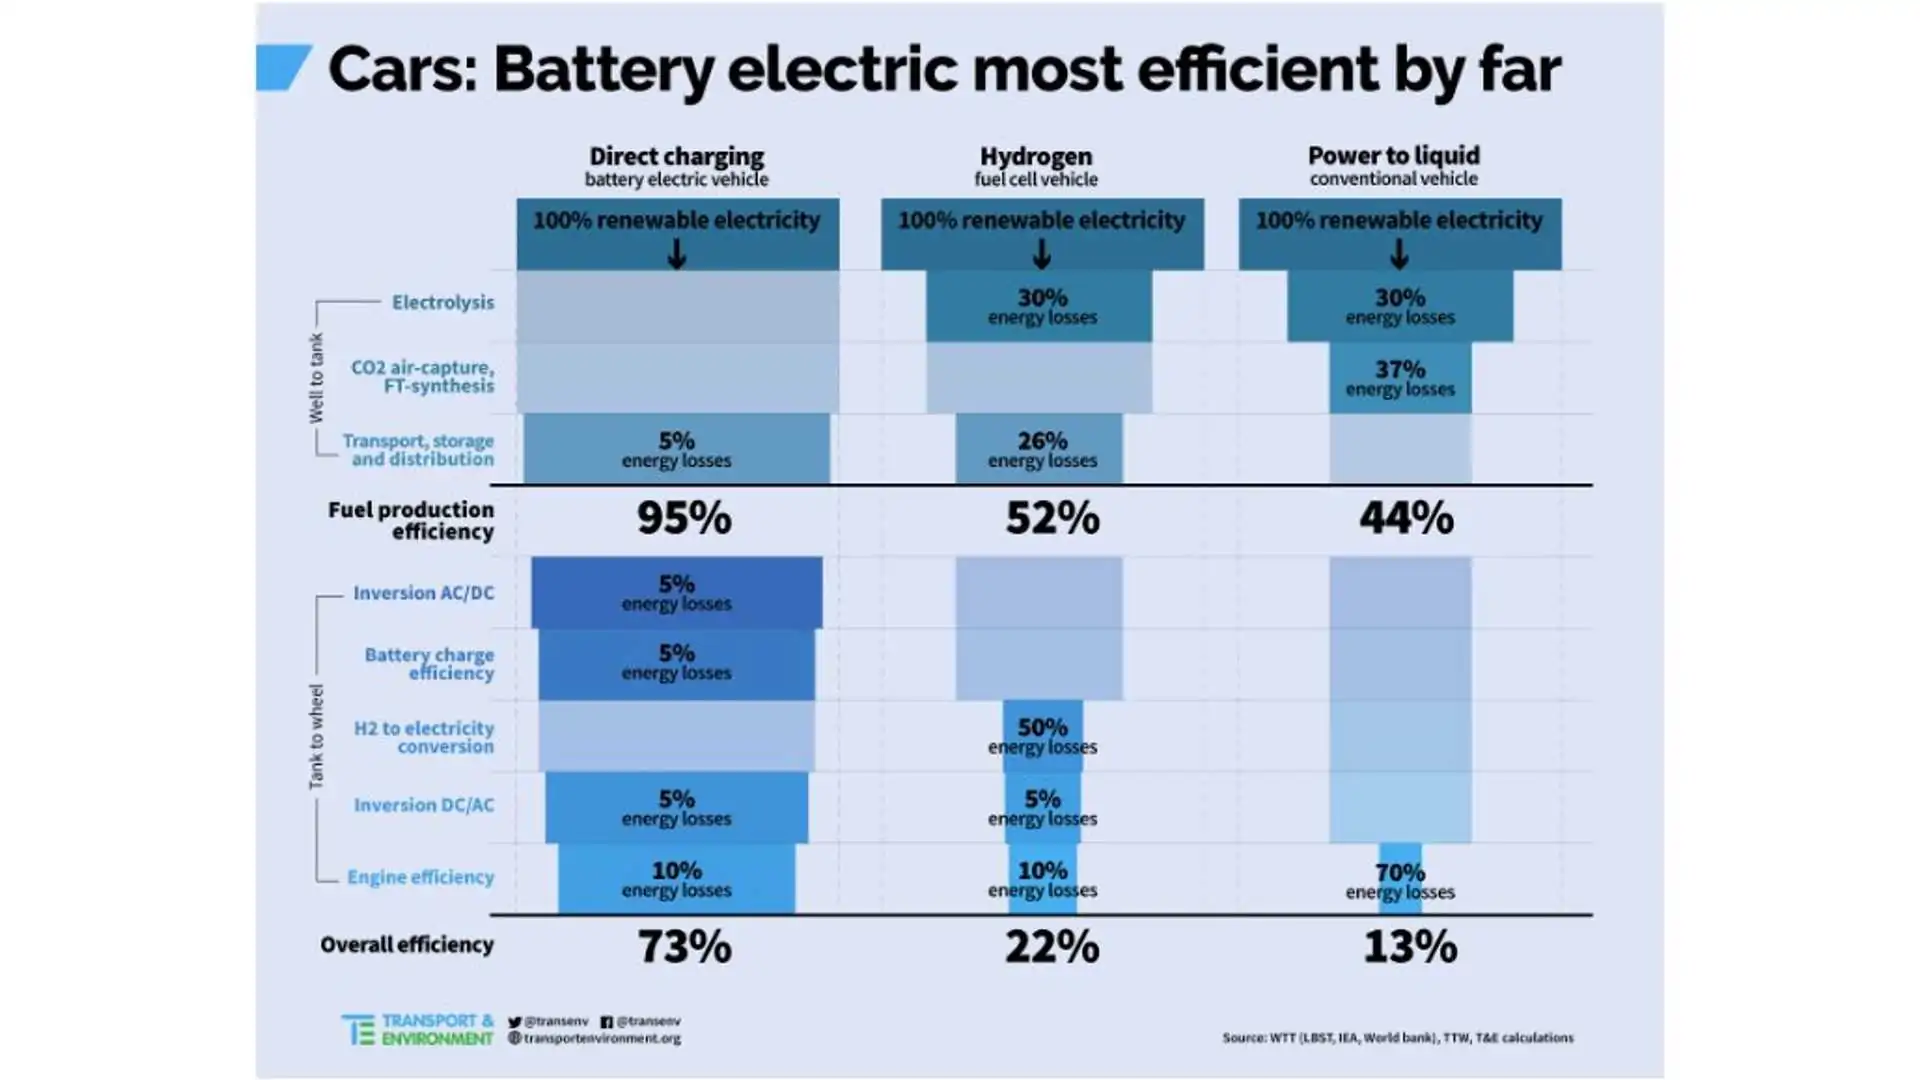 Cars: Battery electric most efficient by far
Direct charging
battery electric vehicle
Hydrogen
fuel cell vehicle
Power to liquid
conventional vehicle
100% renewable electricity
100% renewable electricity
100% renewable electricity
Well to tank
Electrolysis
30%
energy losses
30%
energy losses
CO2 air-capture,
FT-synthesis
37%
energy losses
Transport, storage
and distribution
5%
energy losses
26%
energy losses
Fuel production
efficiency
95%
52%
44%
Tank to wheel
Inversion AC/DC
5%
energy losses
Battery charge
efficiency
5%
energy losses
H2 to electricity
conversion
50%
energy losses
Inversion DC/AC
5%
energy losses
5%
energy losses
Engine efficiency
10%
energy losses
10%
energy losses
70%
energy losses
Overall efficiency
73%
22%
13%
TRANSPORT &
ENVIRONMENT
@transenv @transenv
transportenvironment.org
Source: WTT (LBST, IEA, World bank), TTW, T&E calculations